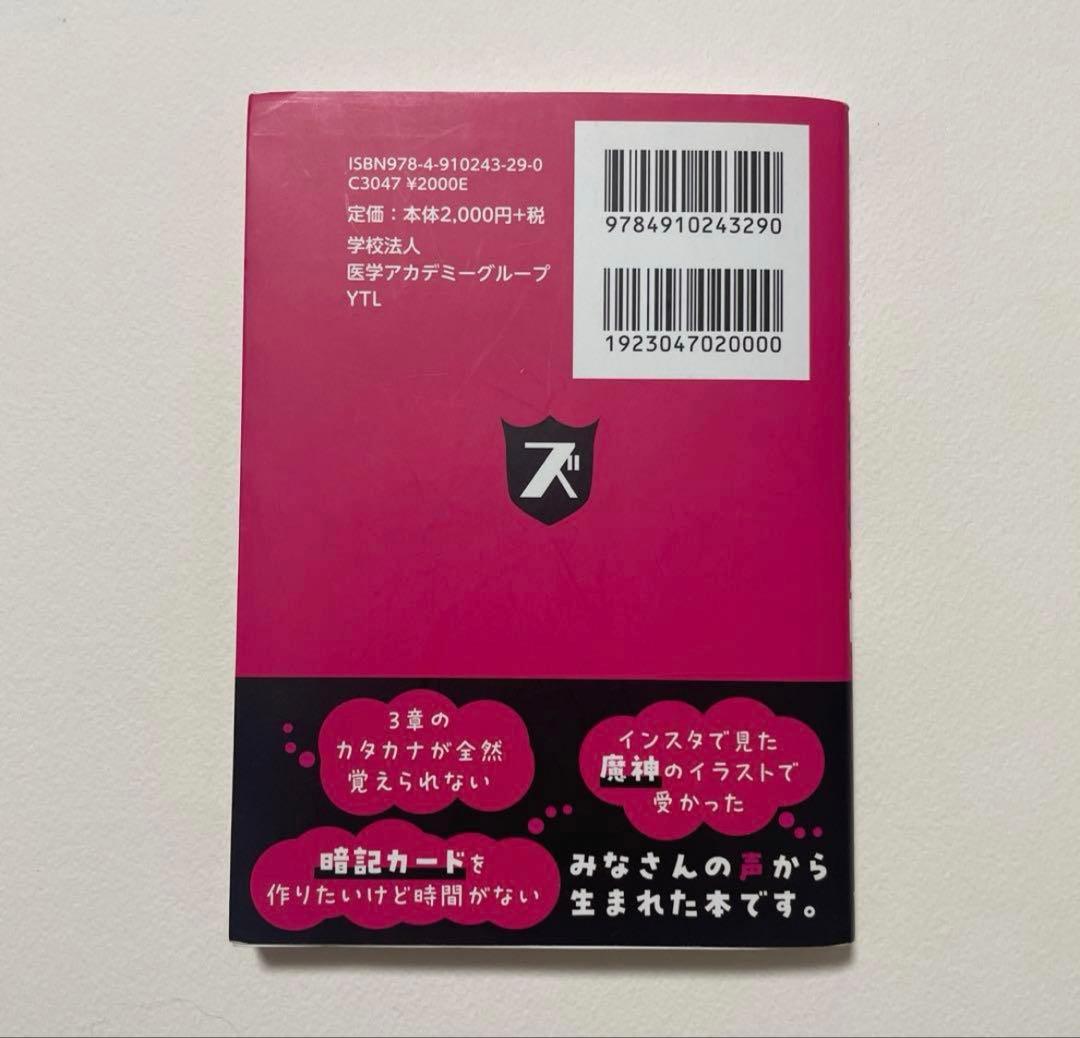 ISBN978-4-910243-29-0
C3047 ¥2000E
定価：本体2,000円+税
学校法人
医学アカデミーグループ
YTL
9784910243290
1923047020000
ズ
3章の
カタカナが全然
覚えられない
インスタで見た
魔神のイラストで
受かった
暗記カードを
作りたいけど時間がない
みなさんの声から
生まれた本です。